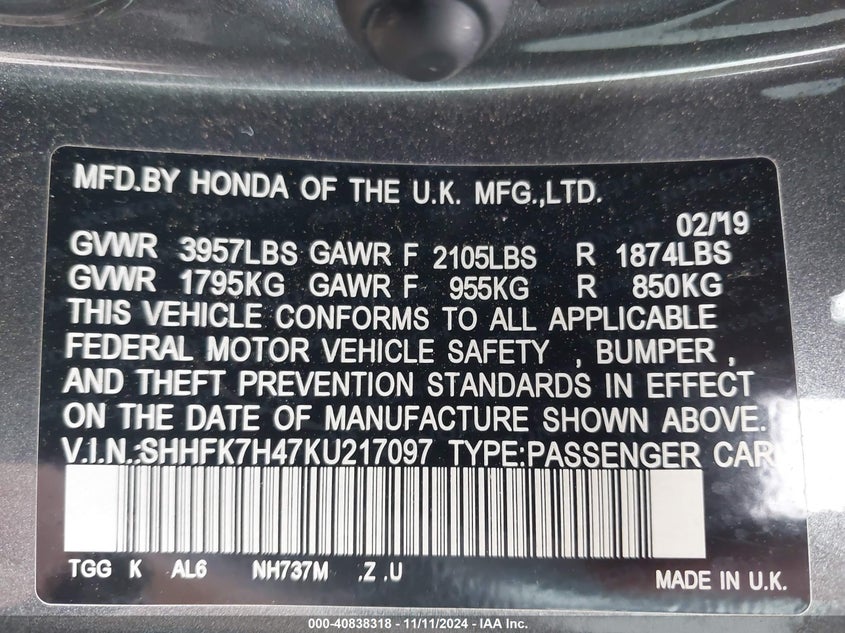 MFD.BY HONDA OF THE U.K. MFG.,LTD.
02/19
GVWR 3957LBS GAWR F 2105LBS R 1874LBS
GVWR 1795KG GAWR F 955KG R 850KG
THIS VEHICLE CONFORMS TO ALL APPLICABLE
FEDERAL MOTOR VEHICLE SAFETY , BUMPER ,
AND THEFT PREVENTION STANDARDS IN EFFECT
ON THE DATE OF MANUFACTURE SHOWN ABOVE.
V.I.N.:SHHFK7H47KU217097 TYPE:PASSENGER CAR
TGG K AL6 NH737M .Z .U
MADE IN U.K.
000-40838318 - 11/11/2024 - IAA Inc.